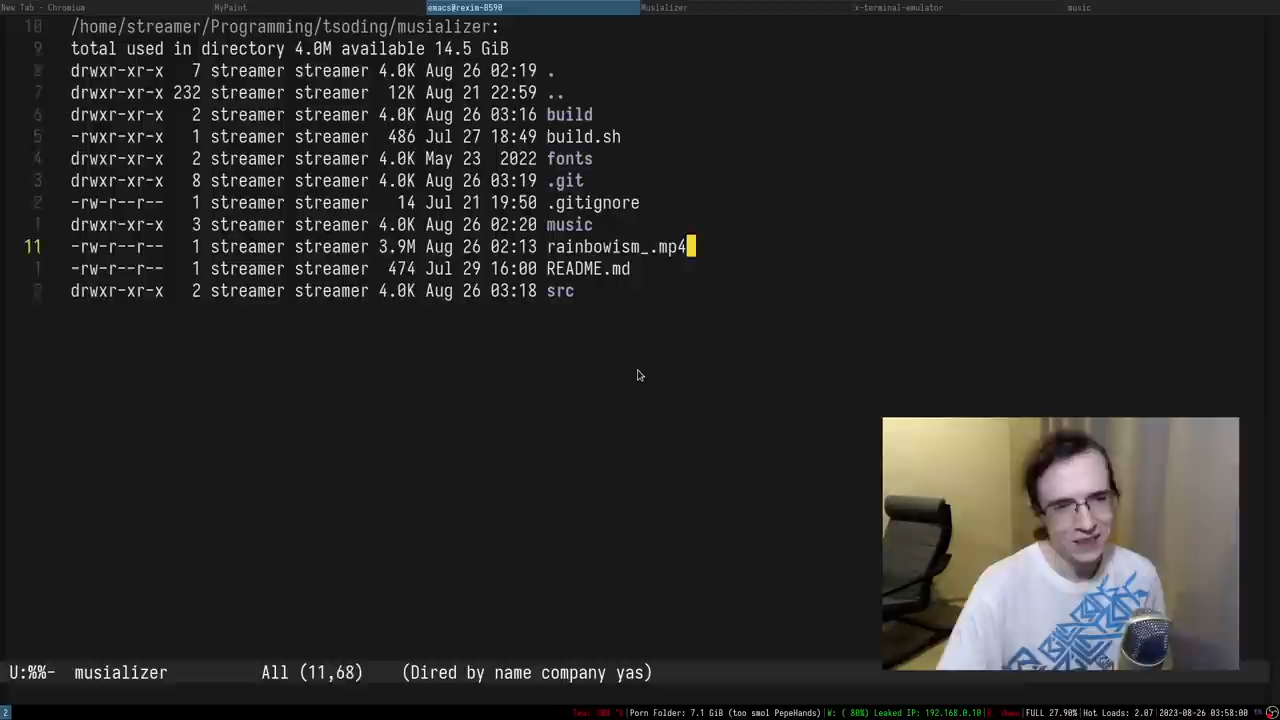 New Tab - Chromium MyPaint emacs@rexim-B590 Musializer x-terminal-emulator music
10 /home/streamer/Programming/tsoding/musializer:
9 total used in directory 4.0M available 14.5 GiB
8 drwxr-xr-x 7 streamer streamer 4.0K Aug 26 02:19 .
7 drwxr-xr-x 232 streamer streamer 12K Aug 21 22:59 ..
6 drwxr-xr-x 2 streamer streamer 4.0K Aug 26 03:16 build
5 -rwxr-xr-x 1 streamer streamer 486 Jul 27 18:49 build.sh
4 drwxr-xr-x 2 streamer streamer 4.0K May 23 2022 fonts
3 drwxr-xr-x 8 streamer streamer 4.0K Aug 26 03:19 .git
2 -rw-r--r-- 1 streamer streamer 14 Jul 21 19:50 .gitignore
1 drwxr-xr-x 3 streamer streamer 4.0K Aug 26 02:20 music
11 -rw-r--r-- 1 streamer streamer 3.9M Aug 26 02:13 rainbowism_.mp4
1 -rw-r--r-- 1 streamer streamer 474 Jul 29 16:00 README.md
2 drwxr-xr-x 2 streamer streamer 4.0K Aug 26 03:18 src
U:%%- musializer All (11,68) (Dired by name company yas)
2 |Porn Folder: 7.1 GiB (too smol PepeHands) |W: ( 80%) Leaked IP: 192.168.0.10| |FULL 27.90% |Hot Loads: 2.07 |2023-08-26 03:58:00